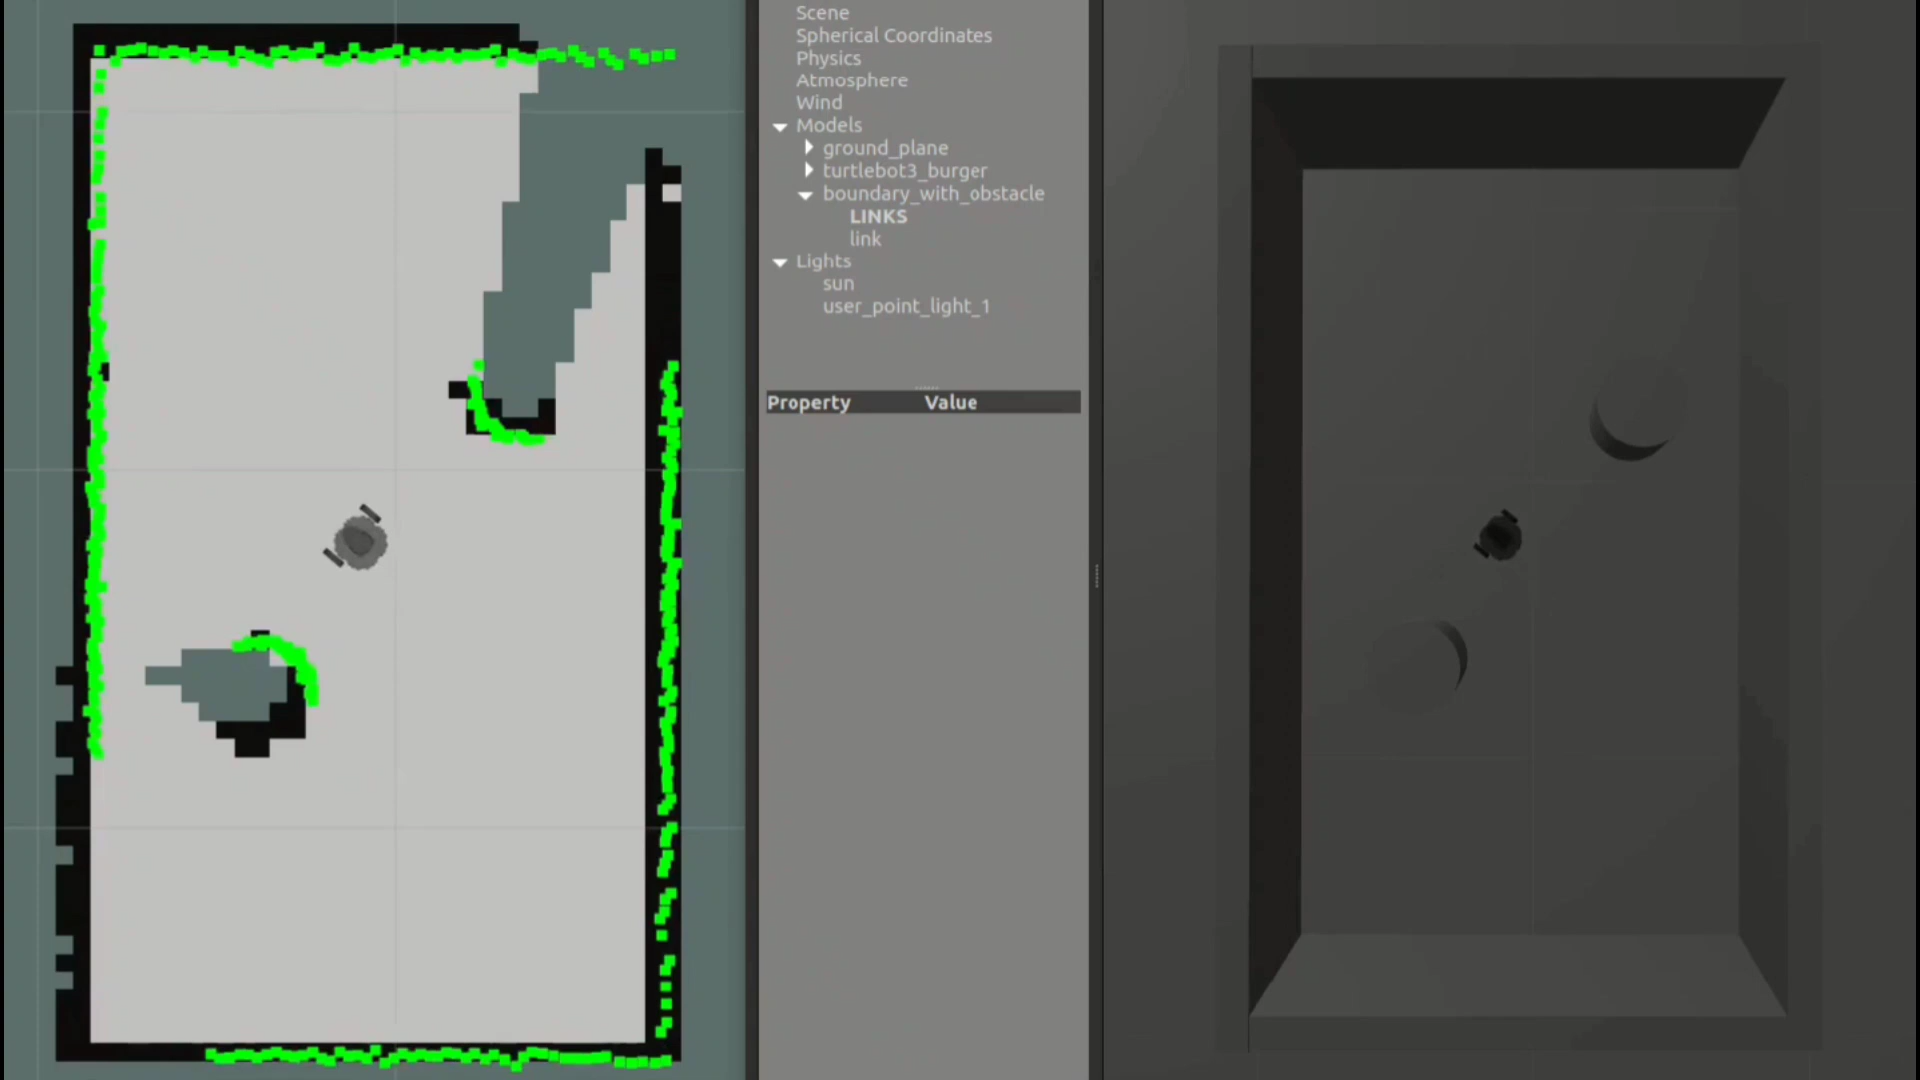 Scene
Spherical Coordinates
Physics
Atmosphere
Wind
Models
ground_plane
turtlebot3_burger
boundary_with_obstacle
LINKS
link
Lights
sun
user_point_light_1
Property Value